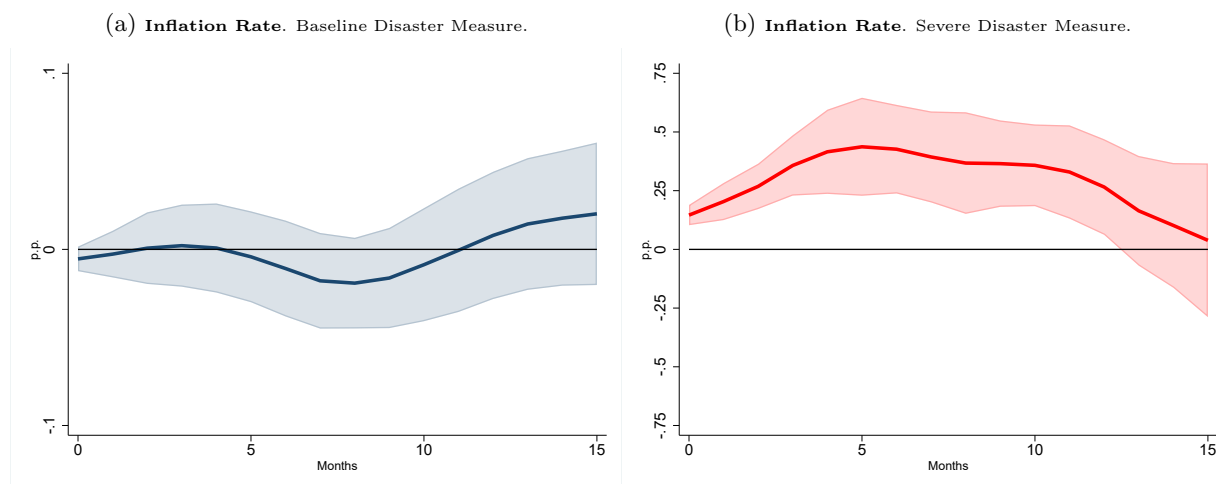 (a) Inflation Rate. Baseline Disaster Measure.
.1
0
-.1
p.p.
0 5 10 15
Months
(b) Inflation Rate. Severe Disaster Measure.
.75
.5
.25
0
-.25
-.5
-.75
p.p.
0 5 10 15
Months